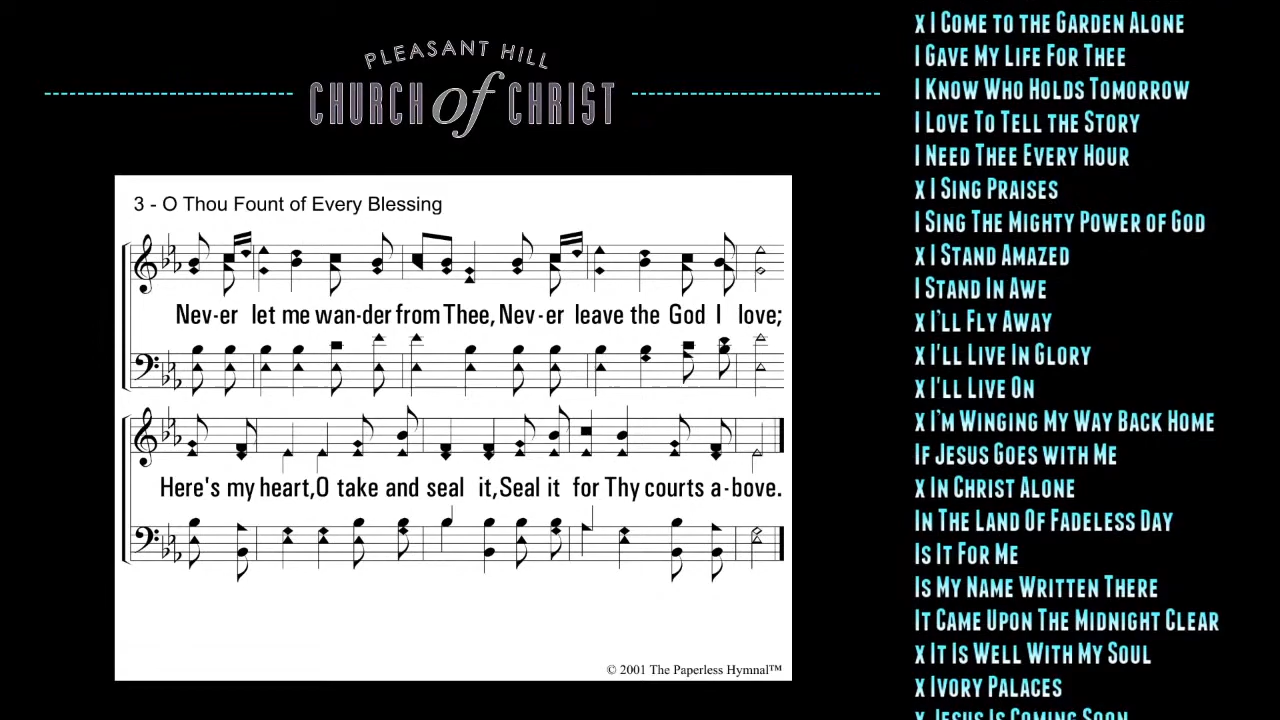 PLEASANT HILL
CHURCH of CHRIST
3 - O Thou Fount of Every Blessing
Nev-er let me wan-der from Thee, Nev-er leave the God I love;
Here's my heart,O take and seal it,Seal it for Thy courts a-bove.
© 2001 The Paperless Hymnal™
x I Come to the Garden Alone
I Gave My Life For Thee
I Know Who Holds Tomorrow
I Love To Tell the Story
I Need Thee Every Hour
x I Sing Praises
I Sing The Mighty Power of God
x I Stand Amazed
I Stand In Awe
x I'll Fly Away
x I'll Live In Glory
x I'll Live On
x I'm Winging My Way Back Home
If Jesus Goes with Me
x In Christ Alone
In The Land Of Fadeless Day
Is It For Me
Is My Name Written There
It Came Upon The Midnight Clear
x It Is Well With My Soul
x Ivory Palaces
x Jesus Is Coming Soon